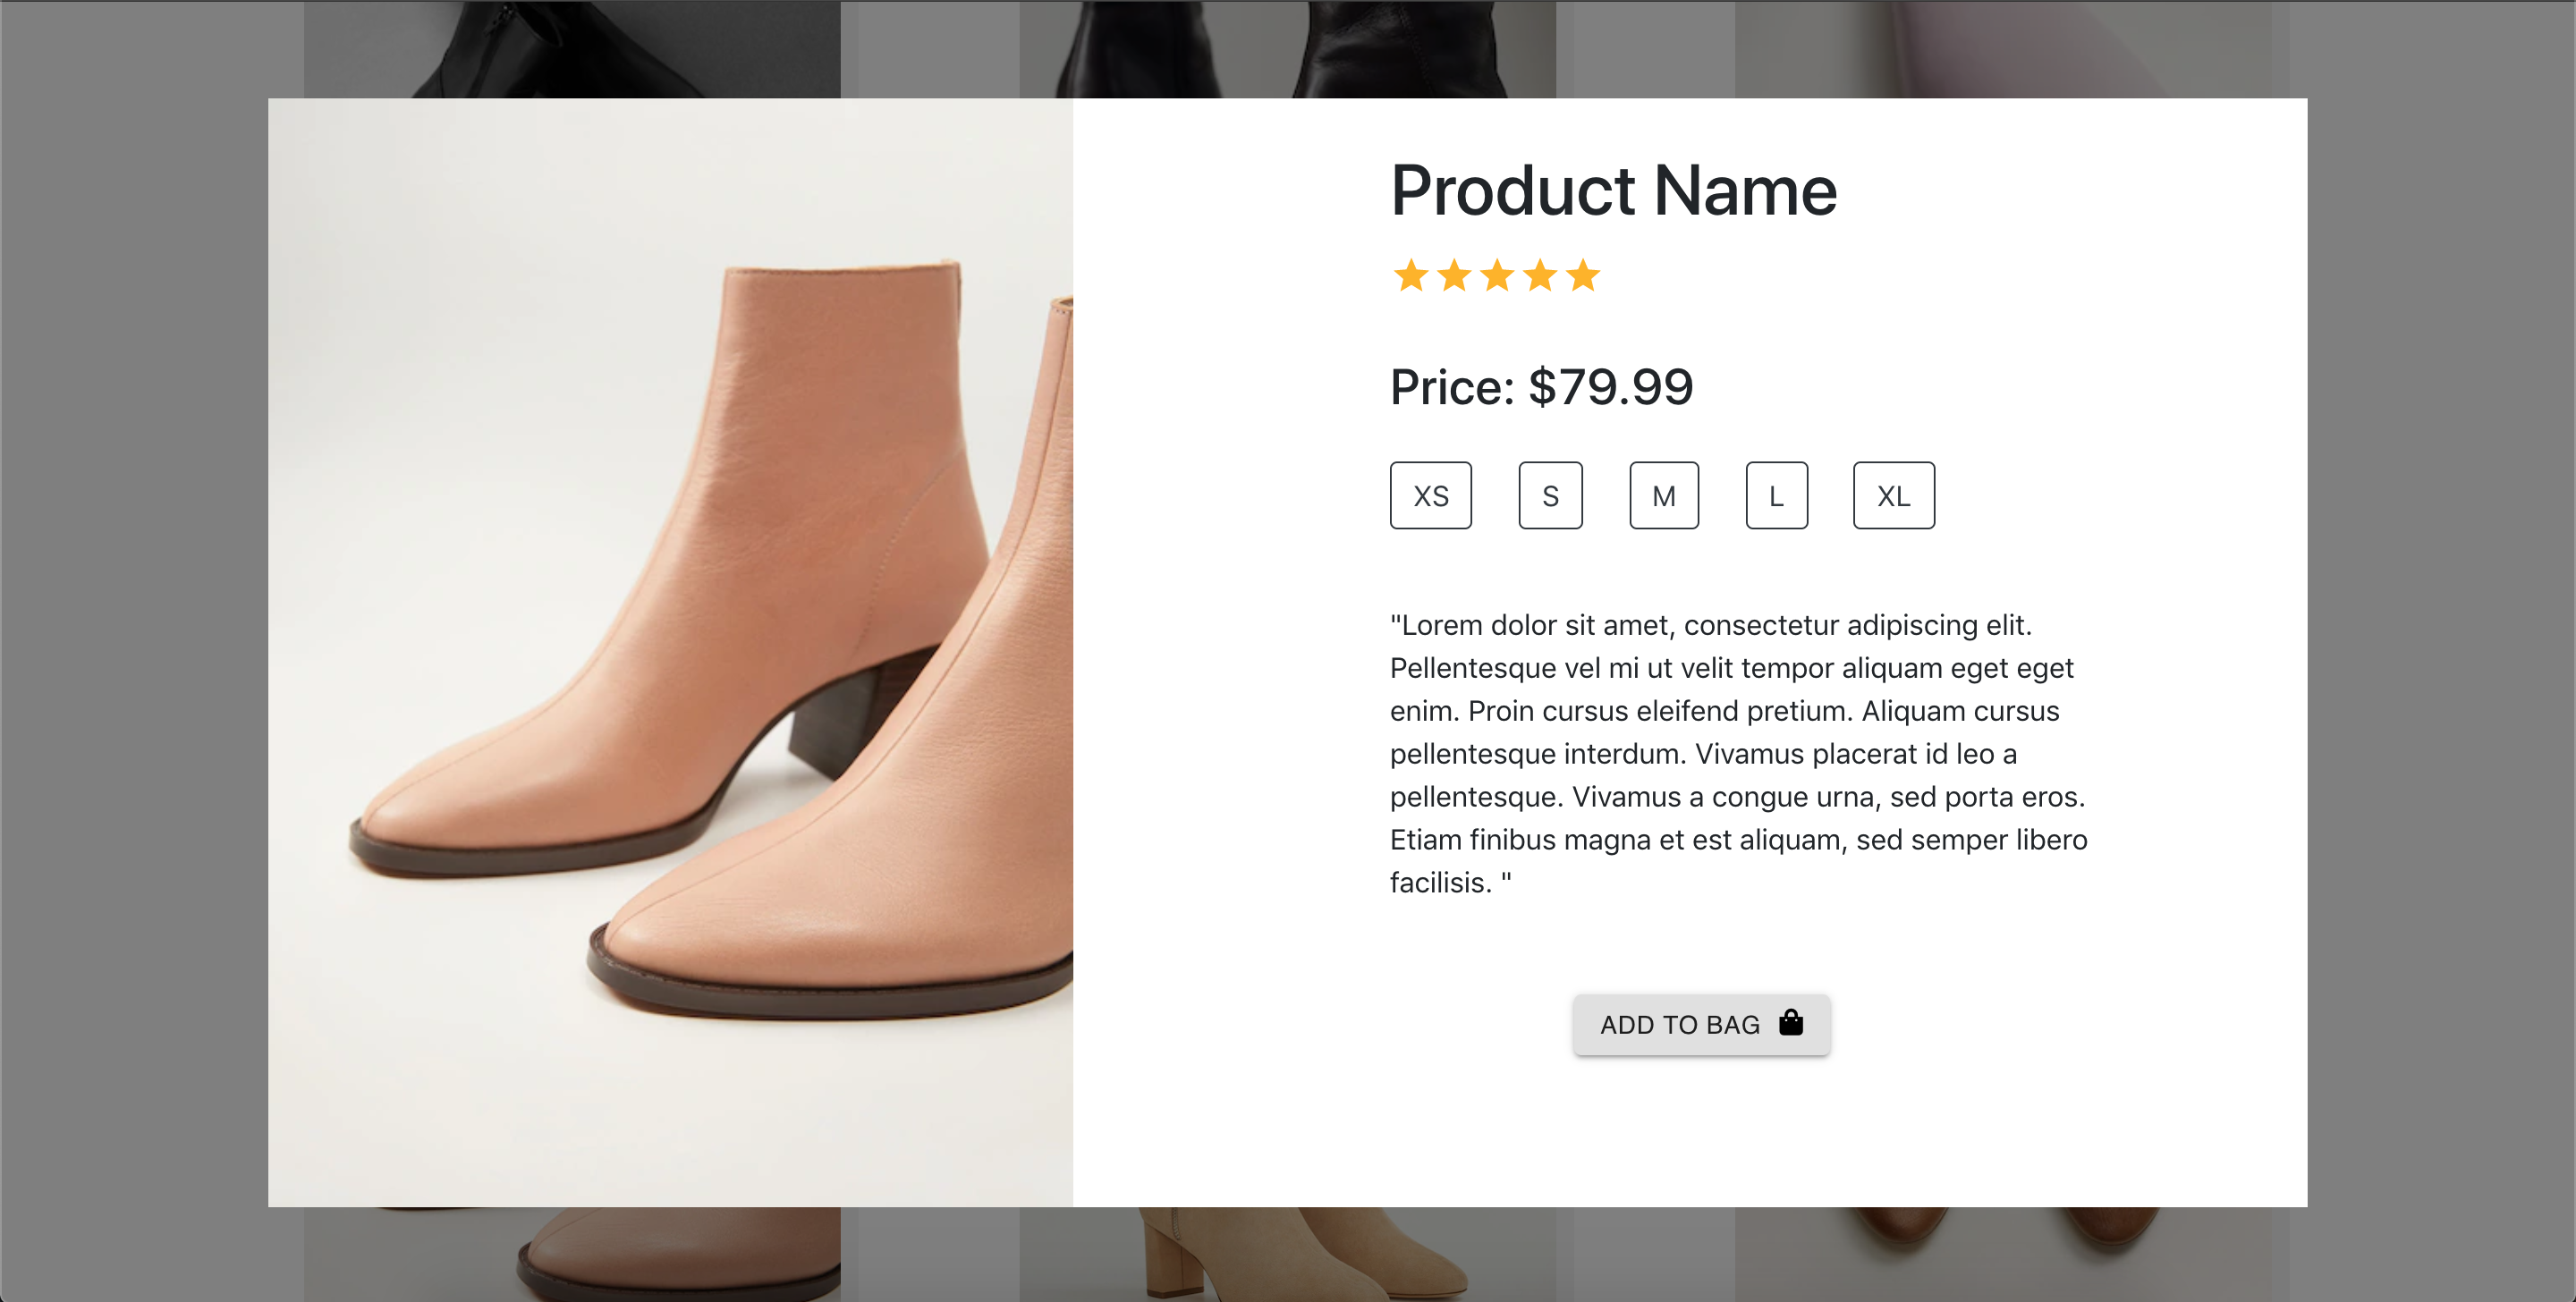 Product Name
Price: $79.99
XS S M L XL
"Lorem dolor sit amet, consectetur adipiscing elit.
Pellentesque vel mi ut velit tempor aliquam eget eget
enim. Proin cursus eleifend pretium. Aliquam cursus
pellentesque interdum. Vivamus placerat id leo a
pellentesque. Vivamus a congue urna, sed porta eros.
Etiam finibus magna et est aliquam, sed semper libero
facilisis. "
ADD TO BAG